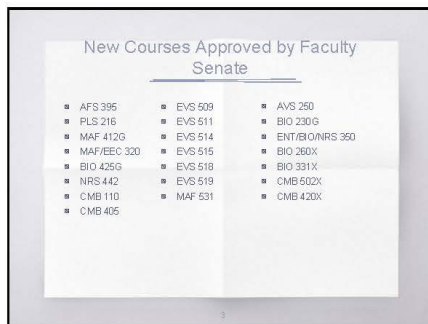 New Courses Approved by Faculty
Senate
AFS 395
PLS 216
MAF 412G
MAF/EEC 320
BIO 425G
NRS 442
CMB 110
CMB 405
EVS 509
EVS 511
EVS 514
EVS 515
EVS 518
EVS 519
MAF 531
AVS 250
BIO 230G
ENT/BIO/NRS 350
BIO 260X
BIO 331X
CMB 502X
CMB 420X
3